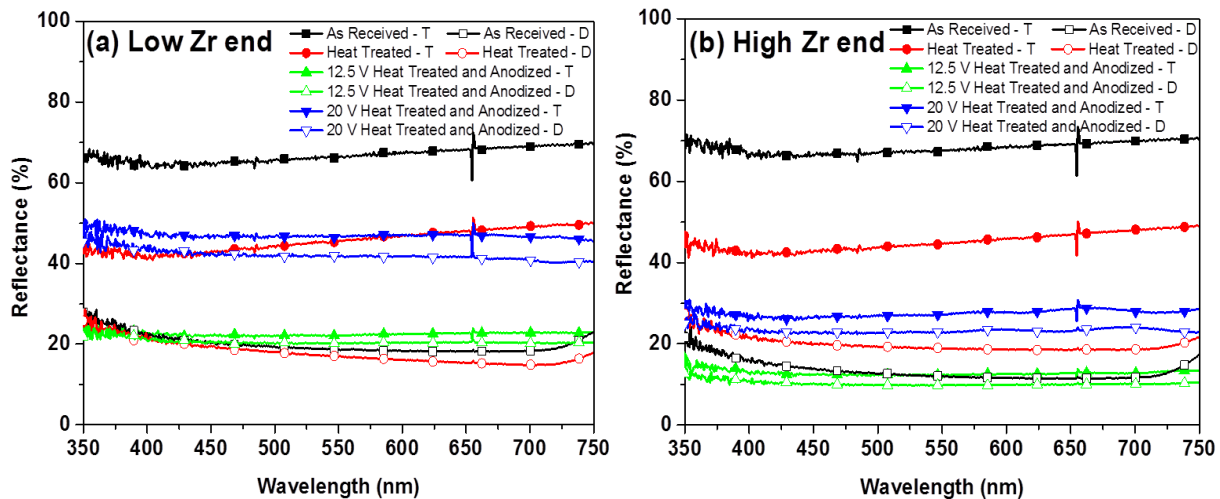 (a) Low Zr end
As Received - T As Received - D
Heat Treated - T Heat Treated - D
12.5 V Heat Treated and Anodized - T
12.5 V Heat Treated and Anodized - D
20 V Heat Treated and Anodized - T
20 V Heat Treated and Anodized - D
Reflectance (%)
100
80
60
40
20
0
350 400 450 500 550 600 650 700 750
Wavelength (nm)
(b) High Zr end
As Received - T As Received - D
Heat Treated - T Heat Treated - D
12.5 V Heat Treated and Anodized - T
12.5 V Heat Treated and Anodized - D
20 V Heat Treated and Anodized - T
20 V Heat Treated and Anodized - D
Reflectance (%)
100
80
60
40
20
0
350 400 450 500 550 600 650 700 750
Wavelength (nm)